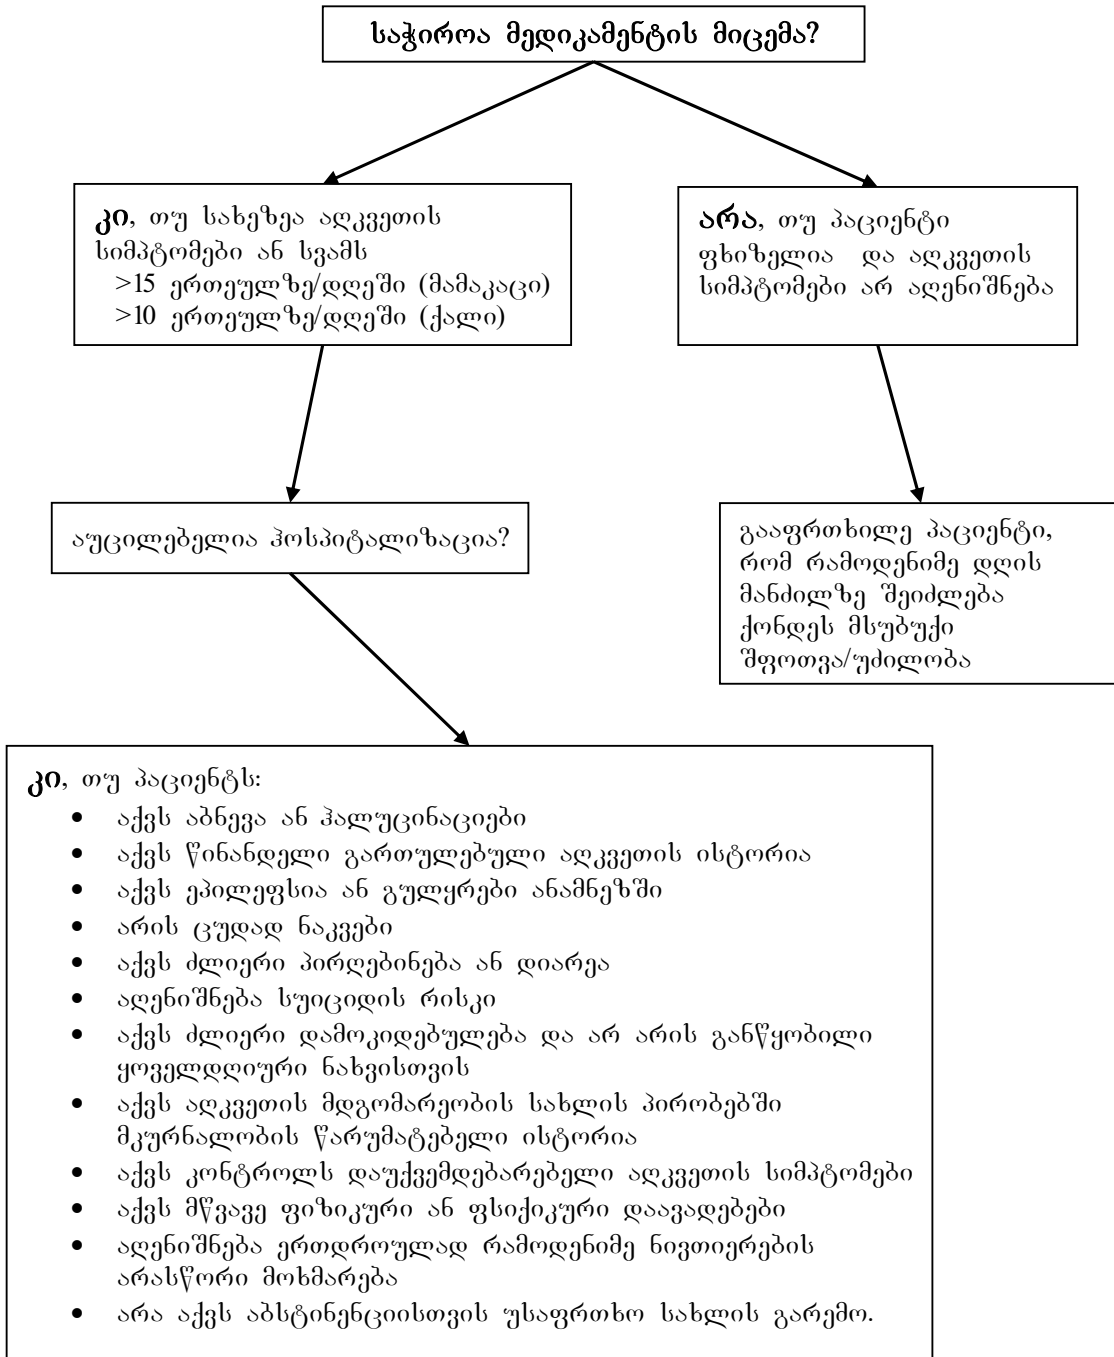 საჭიროა მედიკამენტის მიცემა?
კი, თუ სახეზეა აღკვეთის
სიმპტომები ან სვამს
>15 ერთეულზე/დღეში (მამაკაცი)
>10 ერთეულზე/დღეში (ქალი)
არა, თუ პაციენტი
ფხიზელია და აღკვეთის
სიმპტომები არ აღენიშნება
აუცილებელია ჰოსპიტალიზაცია?
გააფრთხილე პაციენტი,
რომ რამოდენიმე დღის
მანძილზე შეიძლება
ქონდეს მსუბუქი
შფოთვა/უძილობა
კი, თუ პაციენტს:
• აქვს აბნევა ან ჰალუცინაციები
• აქვს წინანდელი გართულებული აღკვეთის ისტორია
• აქვს ეპილეფსია ან გულყრები ანამნეზში
• არის ცუდად ნაკვები
• აქვს ძლიერი პირღებინება ან დიარეა
• აღენიშნება სუიციდის რისკი
• აქვს ძლიერი დამოკიდებულება და არ არის განწყობილი
ყოველდღიური ნახვისთვის
• აქვს აღკვეთის მდგომარეობის სახლის პირობებში
მკურნალობის წარუმატებელი ისტორია
• აქვს კონტროლს დაუქვემდებარებელი აღკვეთის სიმპტომები
• აქვს მწვავე ფიზიკური ან ფსიქიკური დაავადებები
• აღენიშნება ერთდროულად რამოდენიმე ნივთიერების
არასწორი მოხმარება
• არა აქვს აბსტინენციისთვის უსაფრთხო სახლის გარემო.